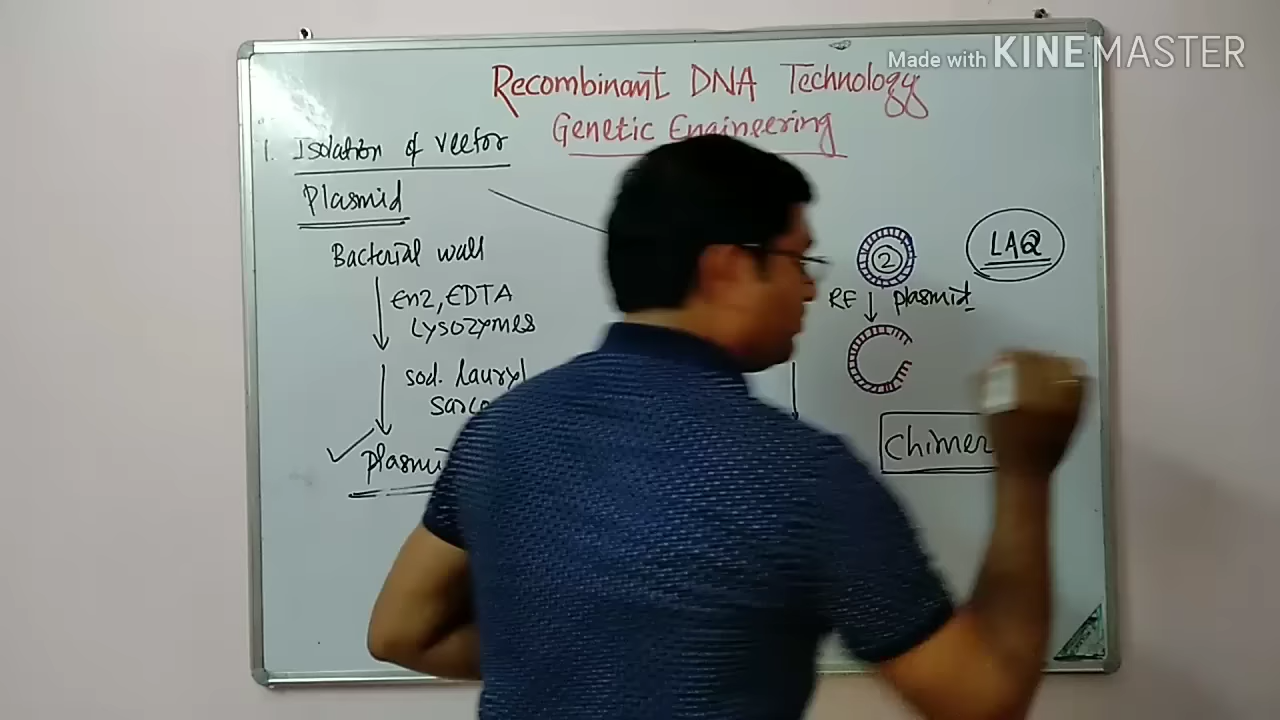 Made with KINEMASTER
Recombinant DNA Technology
Genetic Engineering
1. Isolation of vector
Plasmid
Bacterial wall
Enz, EDTA
Lysozymes
sod. lauryl
Plasmi
2
LAQ
RE
plasmid
Chimer